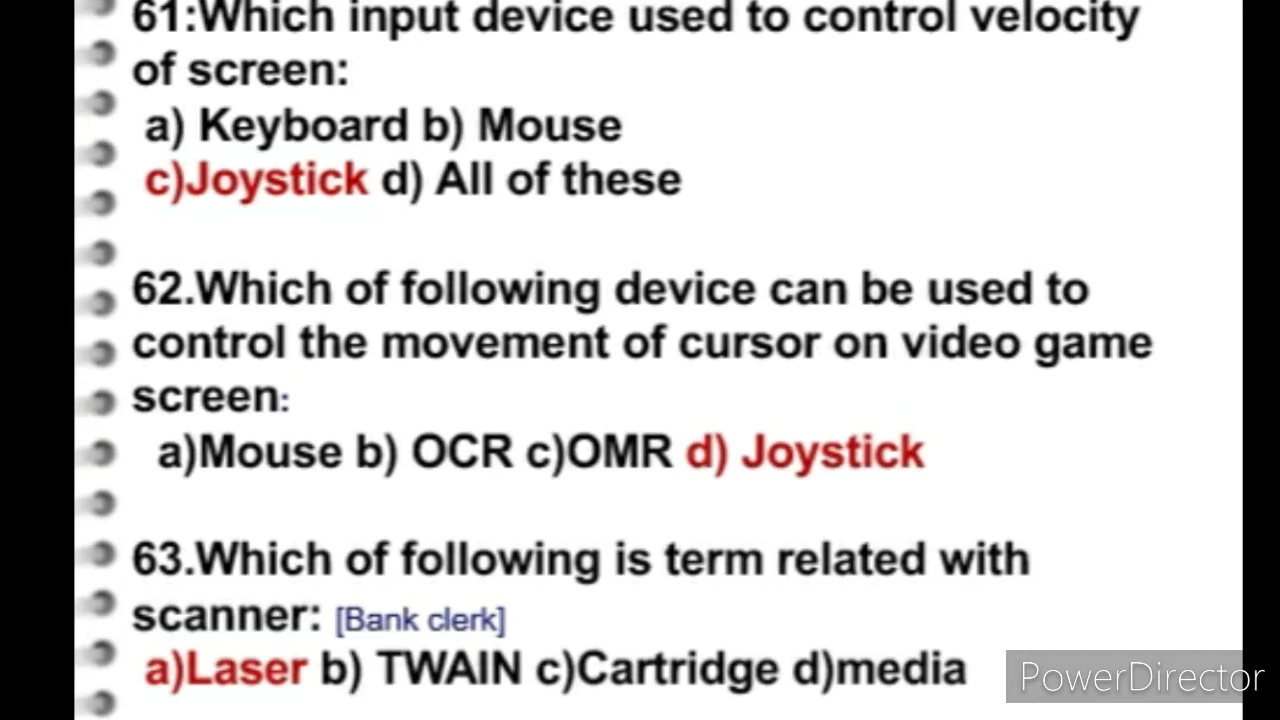 61:Which input device used to control velocity
of screen:
a) Keyboard b) Mouse
c)Joystick d) All of these
62.Which of following device can be used to
control the movement of cursor on video game
screen:
a)Mouse b) OCR c)OMR d) Joystick
63.Which of following is term related with
scanner: [Bank clerk]
a)Laser b) TWAIN c)Cartridge d)media
PowerDirector